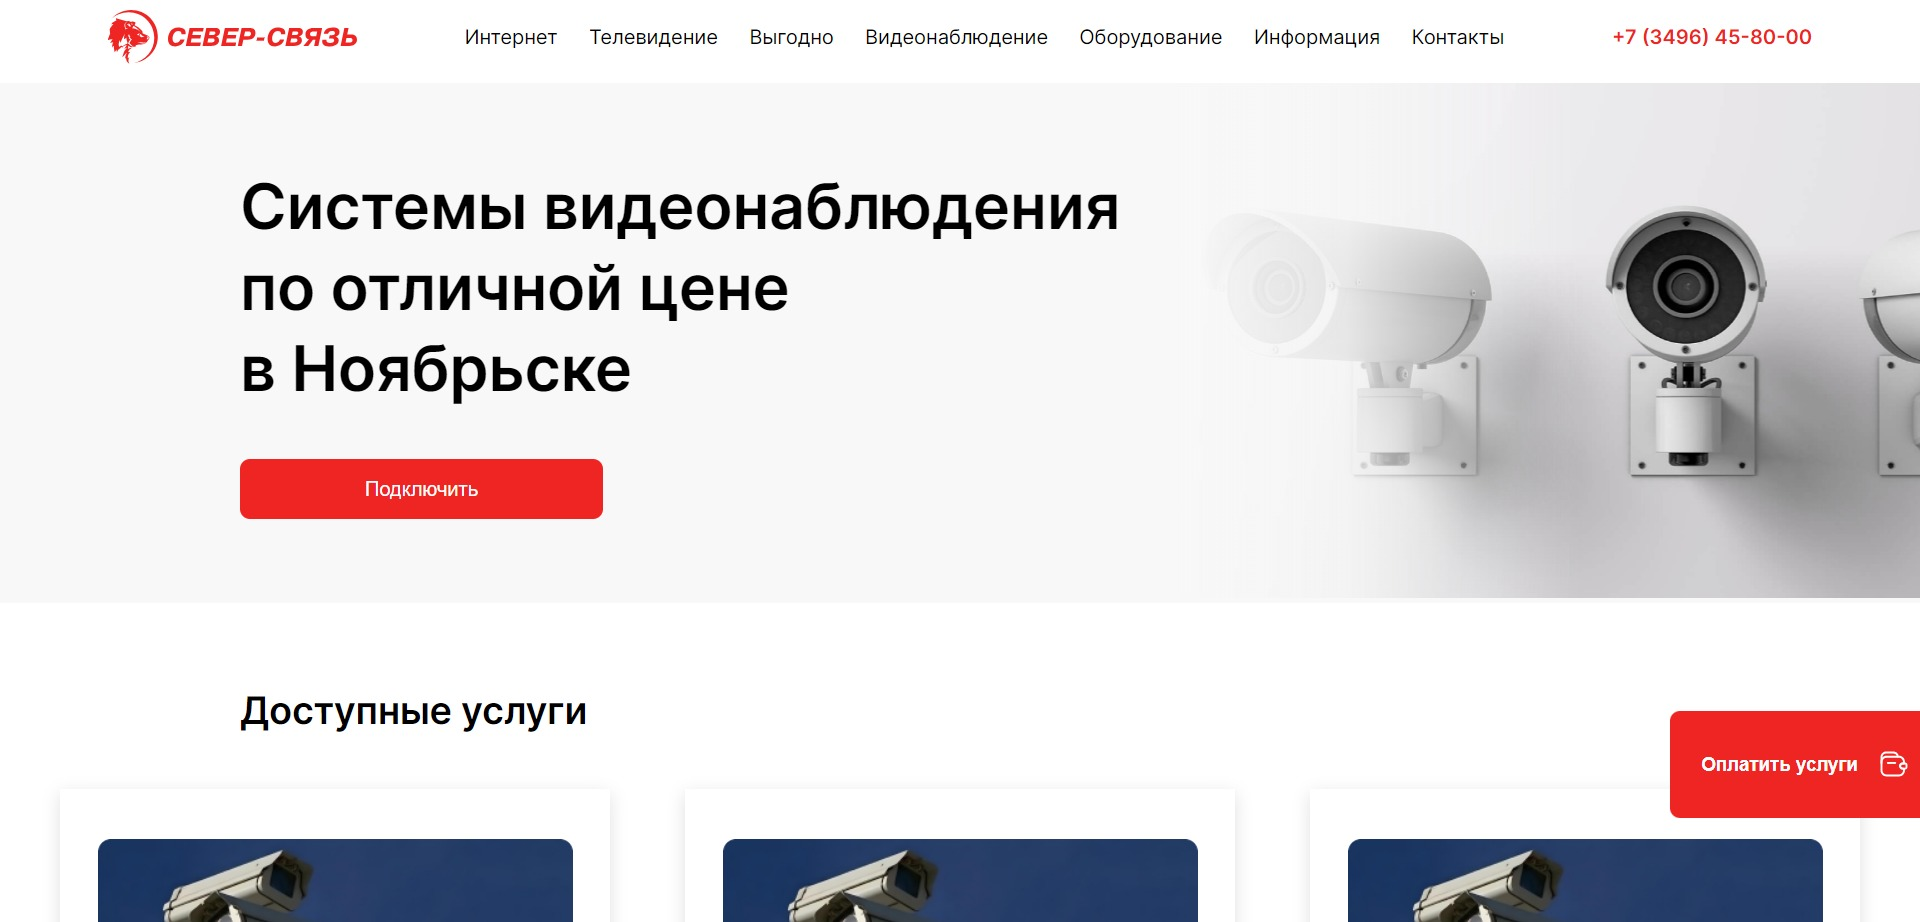 СЕВЕР-СВЯЗЬ
Интернет Телевидение Выгодно Видеонаблюдение Оборудование Информация Контакты
+7 (3496) 45-80-00
Системы видеонаблюдения
по отличной цене
в Ноябрьске
Подключить
Доступные услуги
Оплатить услуги